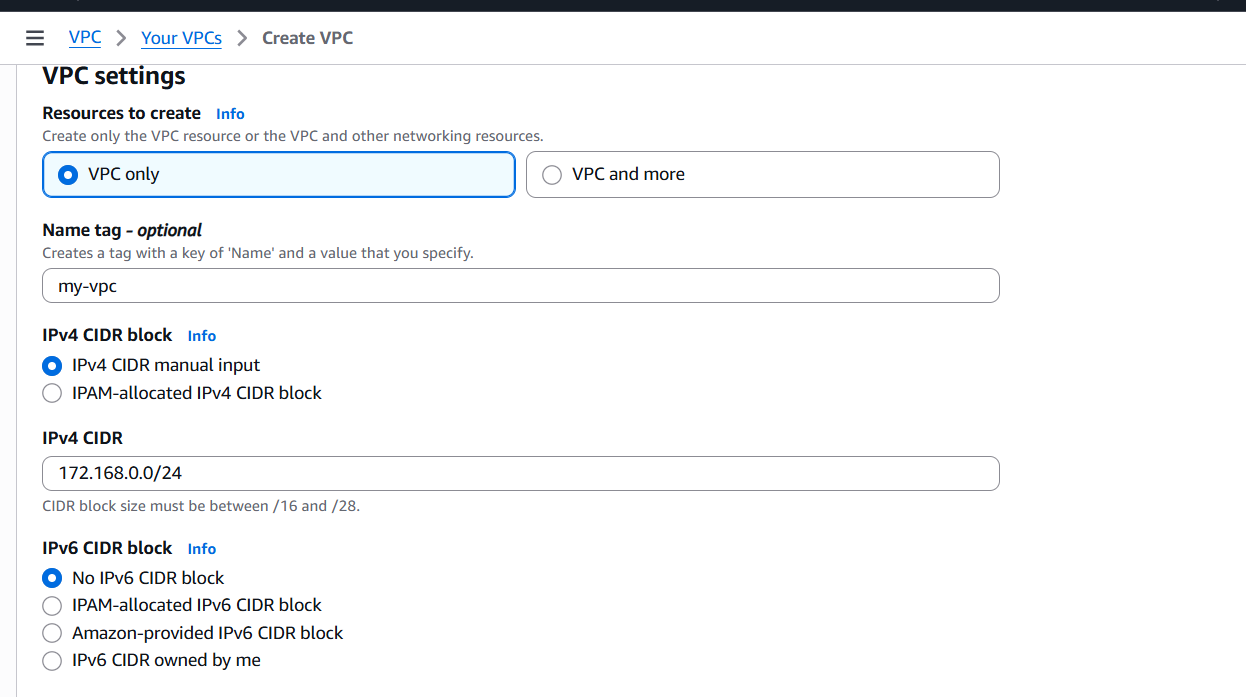 VPC > Your VPCs > Create VPC
VPC settings
Resources to create Info
Create only the VPC resource or the VPC and other networking resources.
VPC only VPC and more
Name tag - optional
Creates a tag with a key of 'Name' and a value that you specify.
my-vpc
IPv4 CIDR block Info
IPv4 CIDR manual input
IPAM-allocated IPv4 CIDR block
IPv4 CIDR
172.168.0.0/24
CIDR block size must be between /16 and /28.
IPv6 CIDR block Info
No IPv6 CIDR block
IPAM-allocated IPv6 CIDR block
Amazon-provided IPv6 CIDR block
IPv6 CIDR owned by me